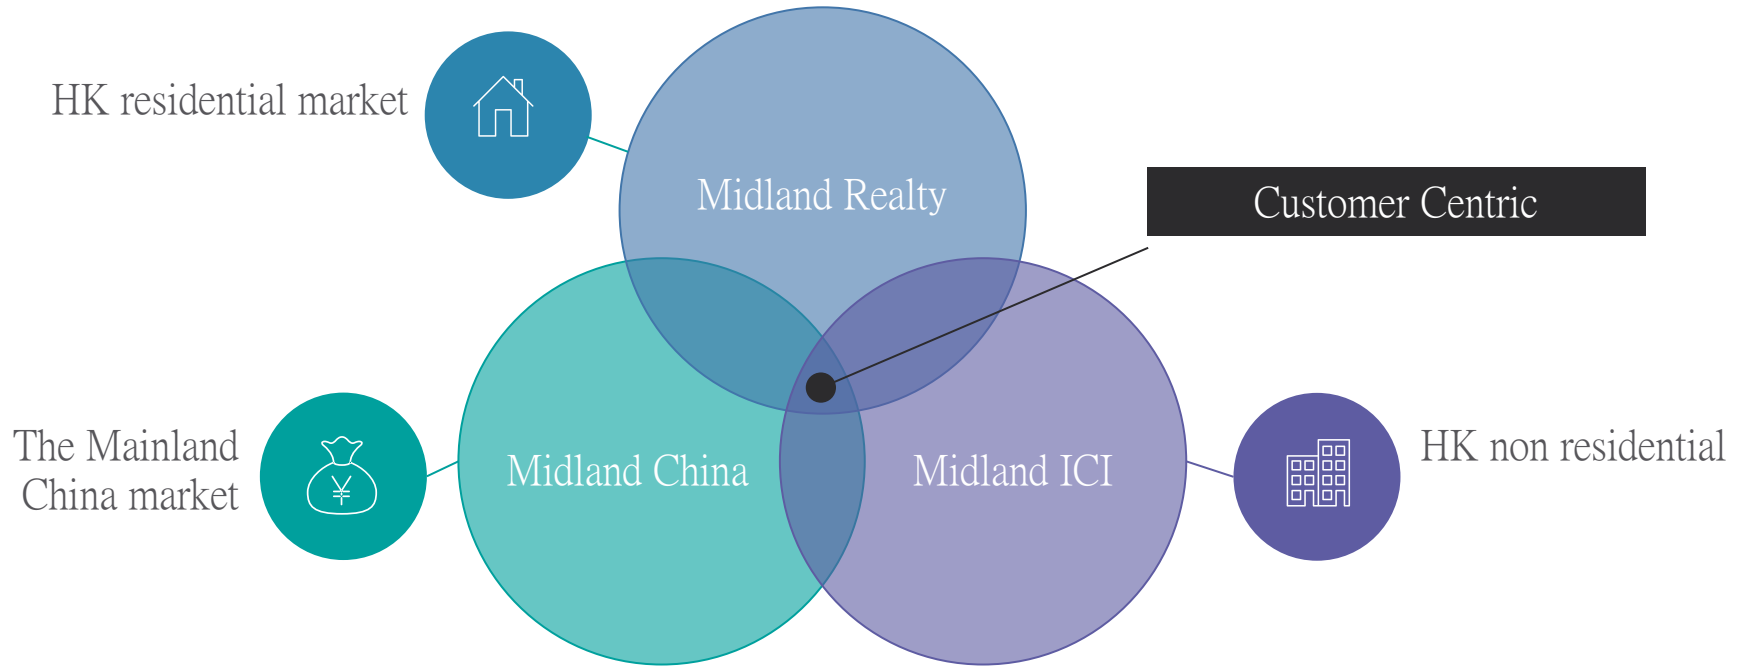 HK residential market
Midland Realty
Customer Centric
The Mainland
China market
¥
Midland China
Midland ICI
HK non residential